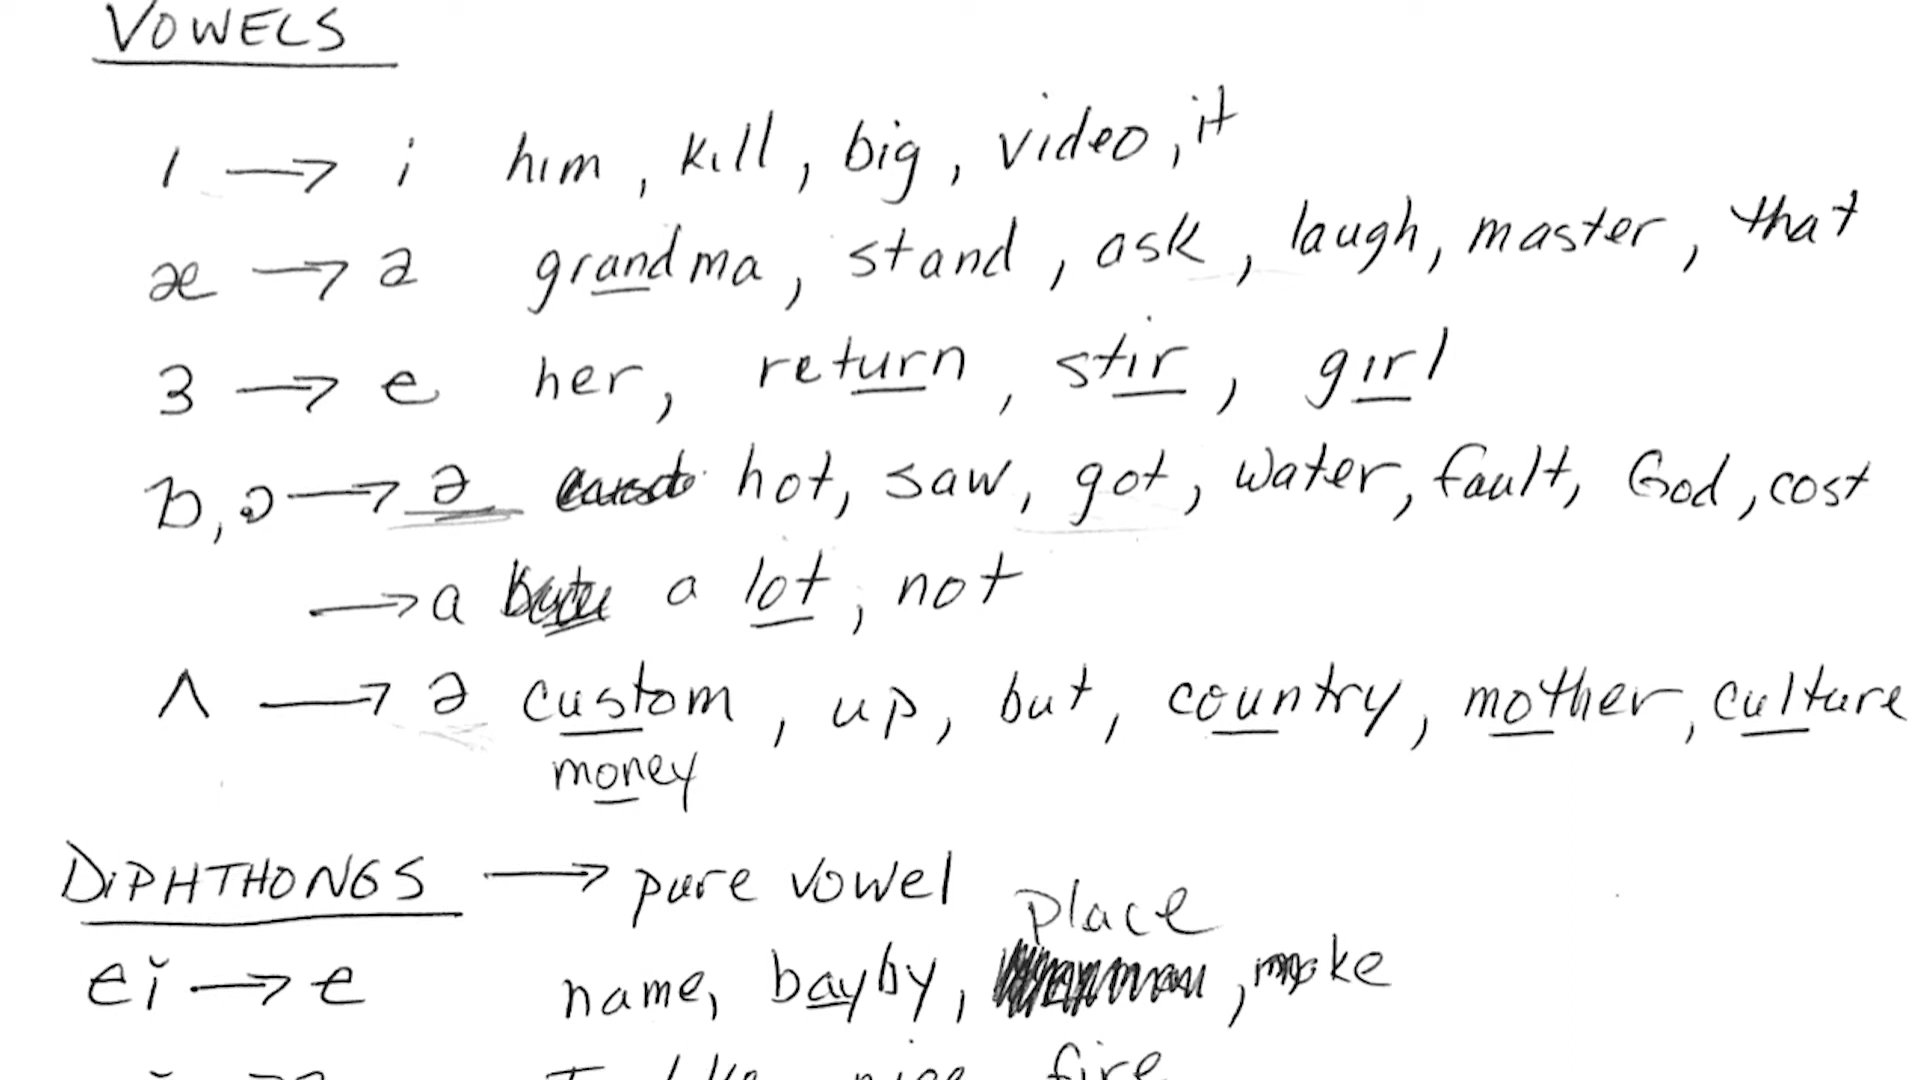 VOWELS
ı → i him, kill, big, video, it
æ → a grandma, stand, ask, laugh, master, that
3 → e her, return, stir, girl
ɒ, ɔ → a hot, saw, got, water, fault, God, cost
→ a a lot, not
ʌ → a custom, up, but, country, mother, culture
money
DiPHTHONGS → pure vowel
place
eĭ → e name, bayby, make